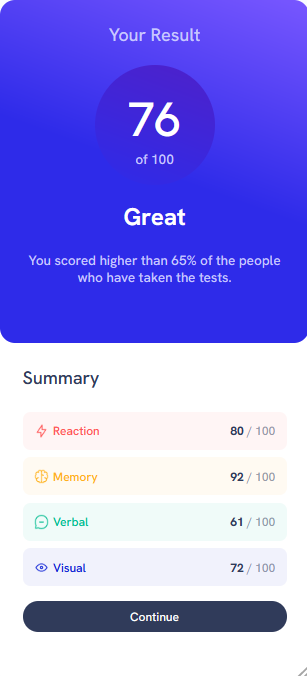 Your Result
76
of 100
Great
You scored higher than 65% of the people
who have taken the tests.
Summary
Reaction 80 / 100
Memory 92 / 100
Verbal 61 / 100
Visual 72 / 100
Continue